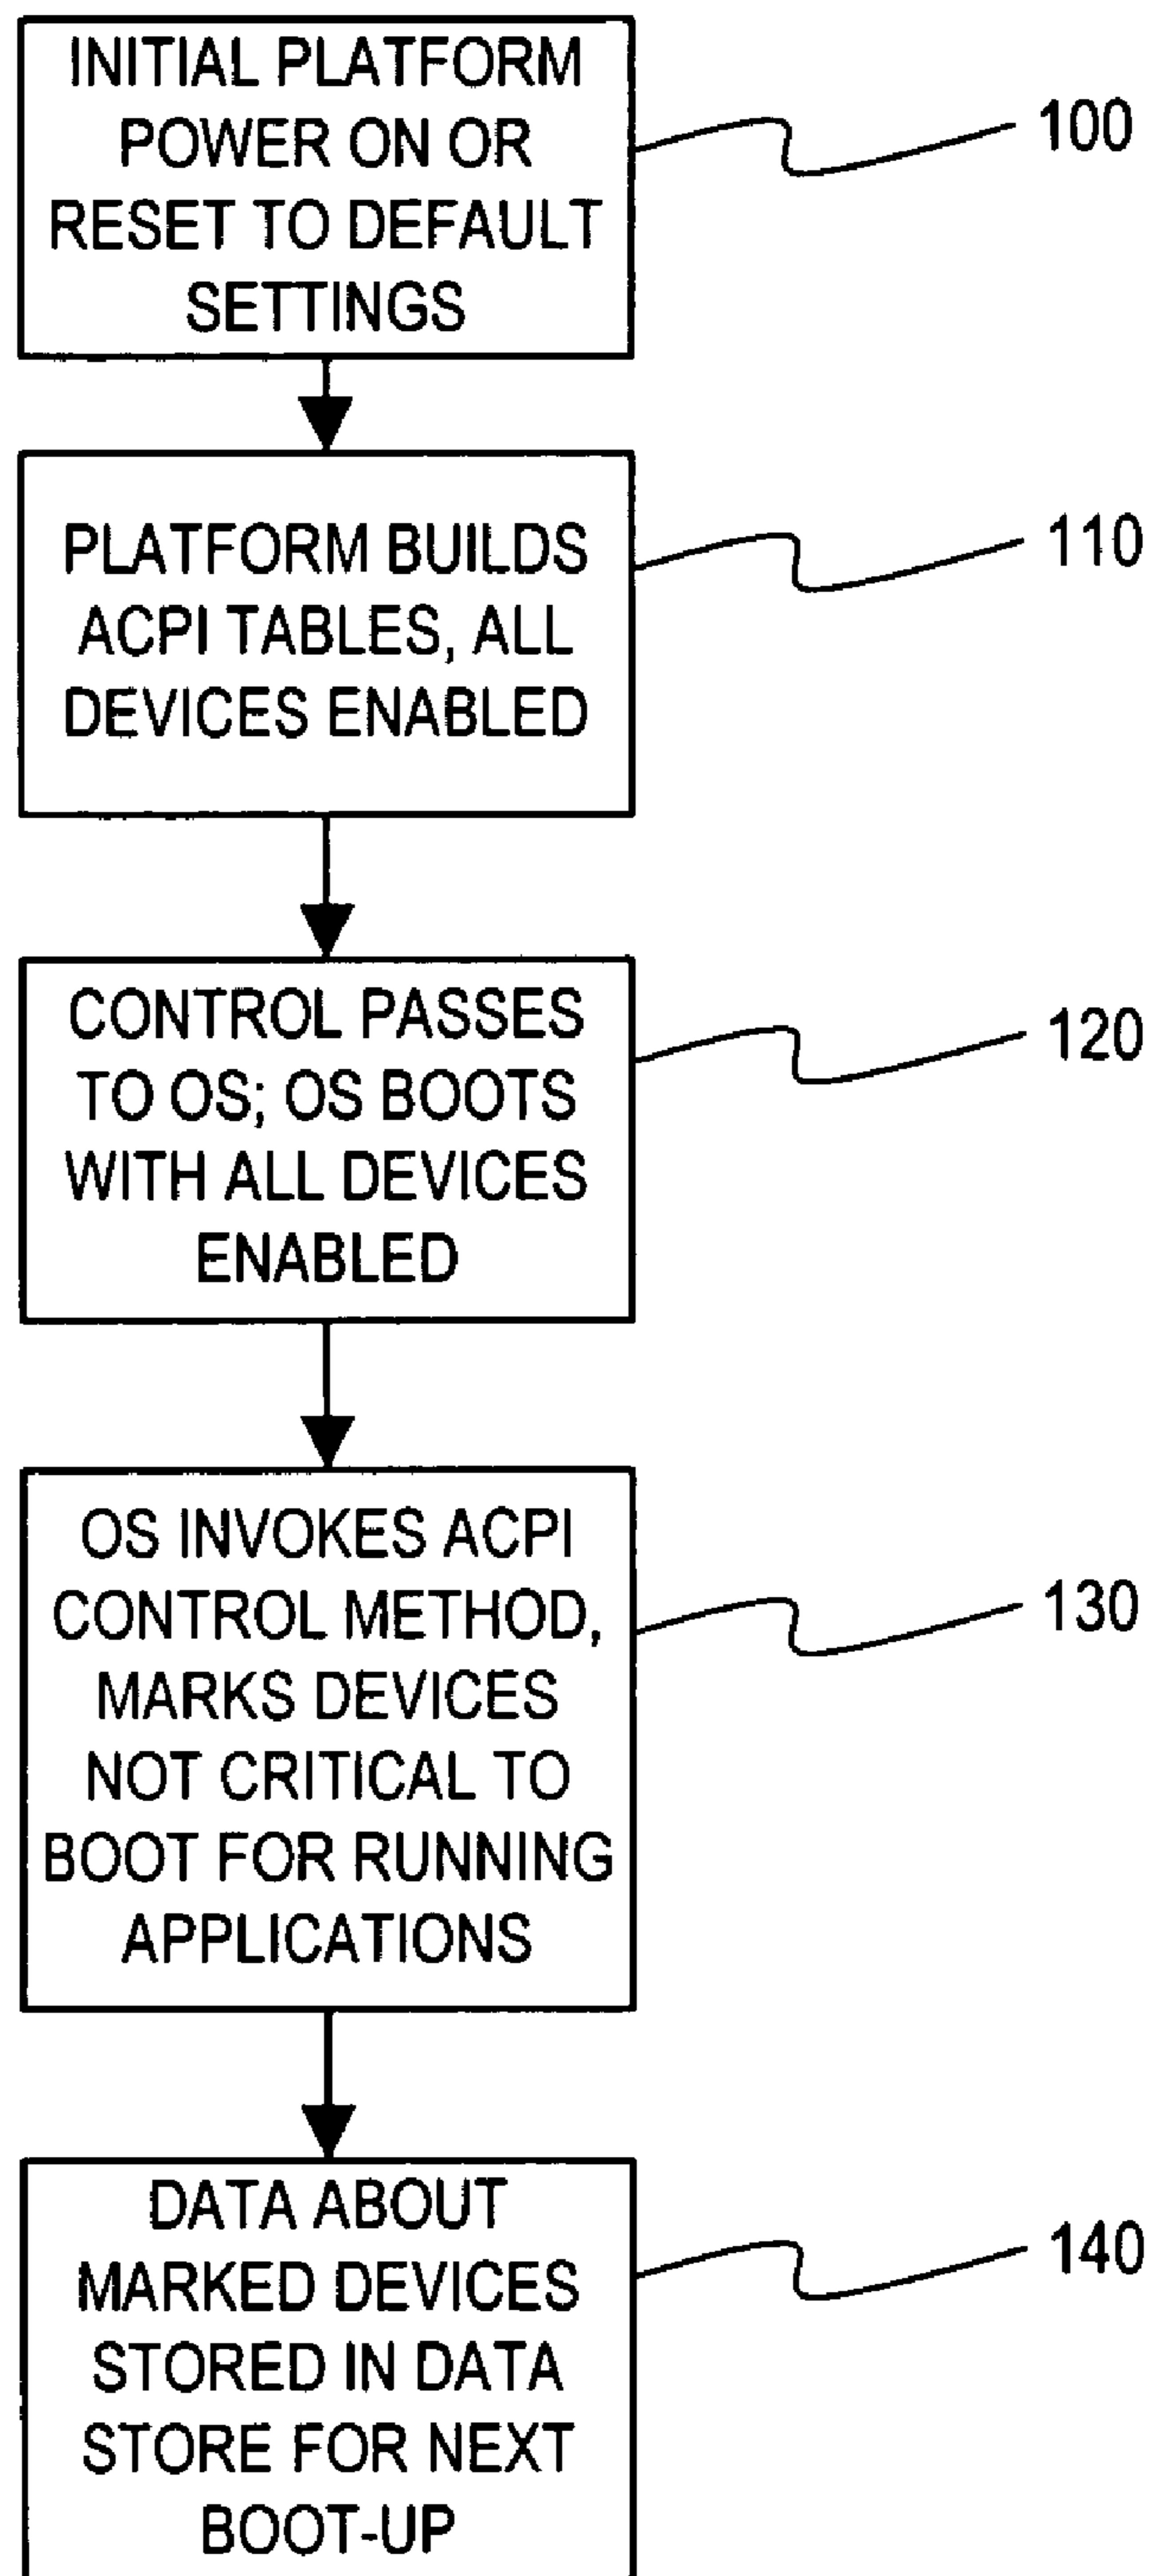 INITIAL PLATFORM
POWER ON OR
RESET TO DEFAULT
SETTINGS
100
PLATFORM BUILDS
ACPI TABLES, ALL
DEVICES ENABLED
110
CONTROL PASSES
TO OS; OS BOOTS
WITH ALL DEVICES
ENABLED
120
OS INVOKES ACPI
CONTROL METHOD,
MARKS DEVICES
NOT CRITICAL TO
BOOT FOR RUNNING
APPLICATIONS
130
DATA ABOUT
MARKED DEVICES
STORED IN DATA
STORE FOR NEXT
BOOT-UP
140